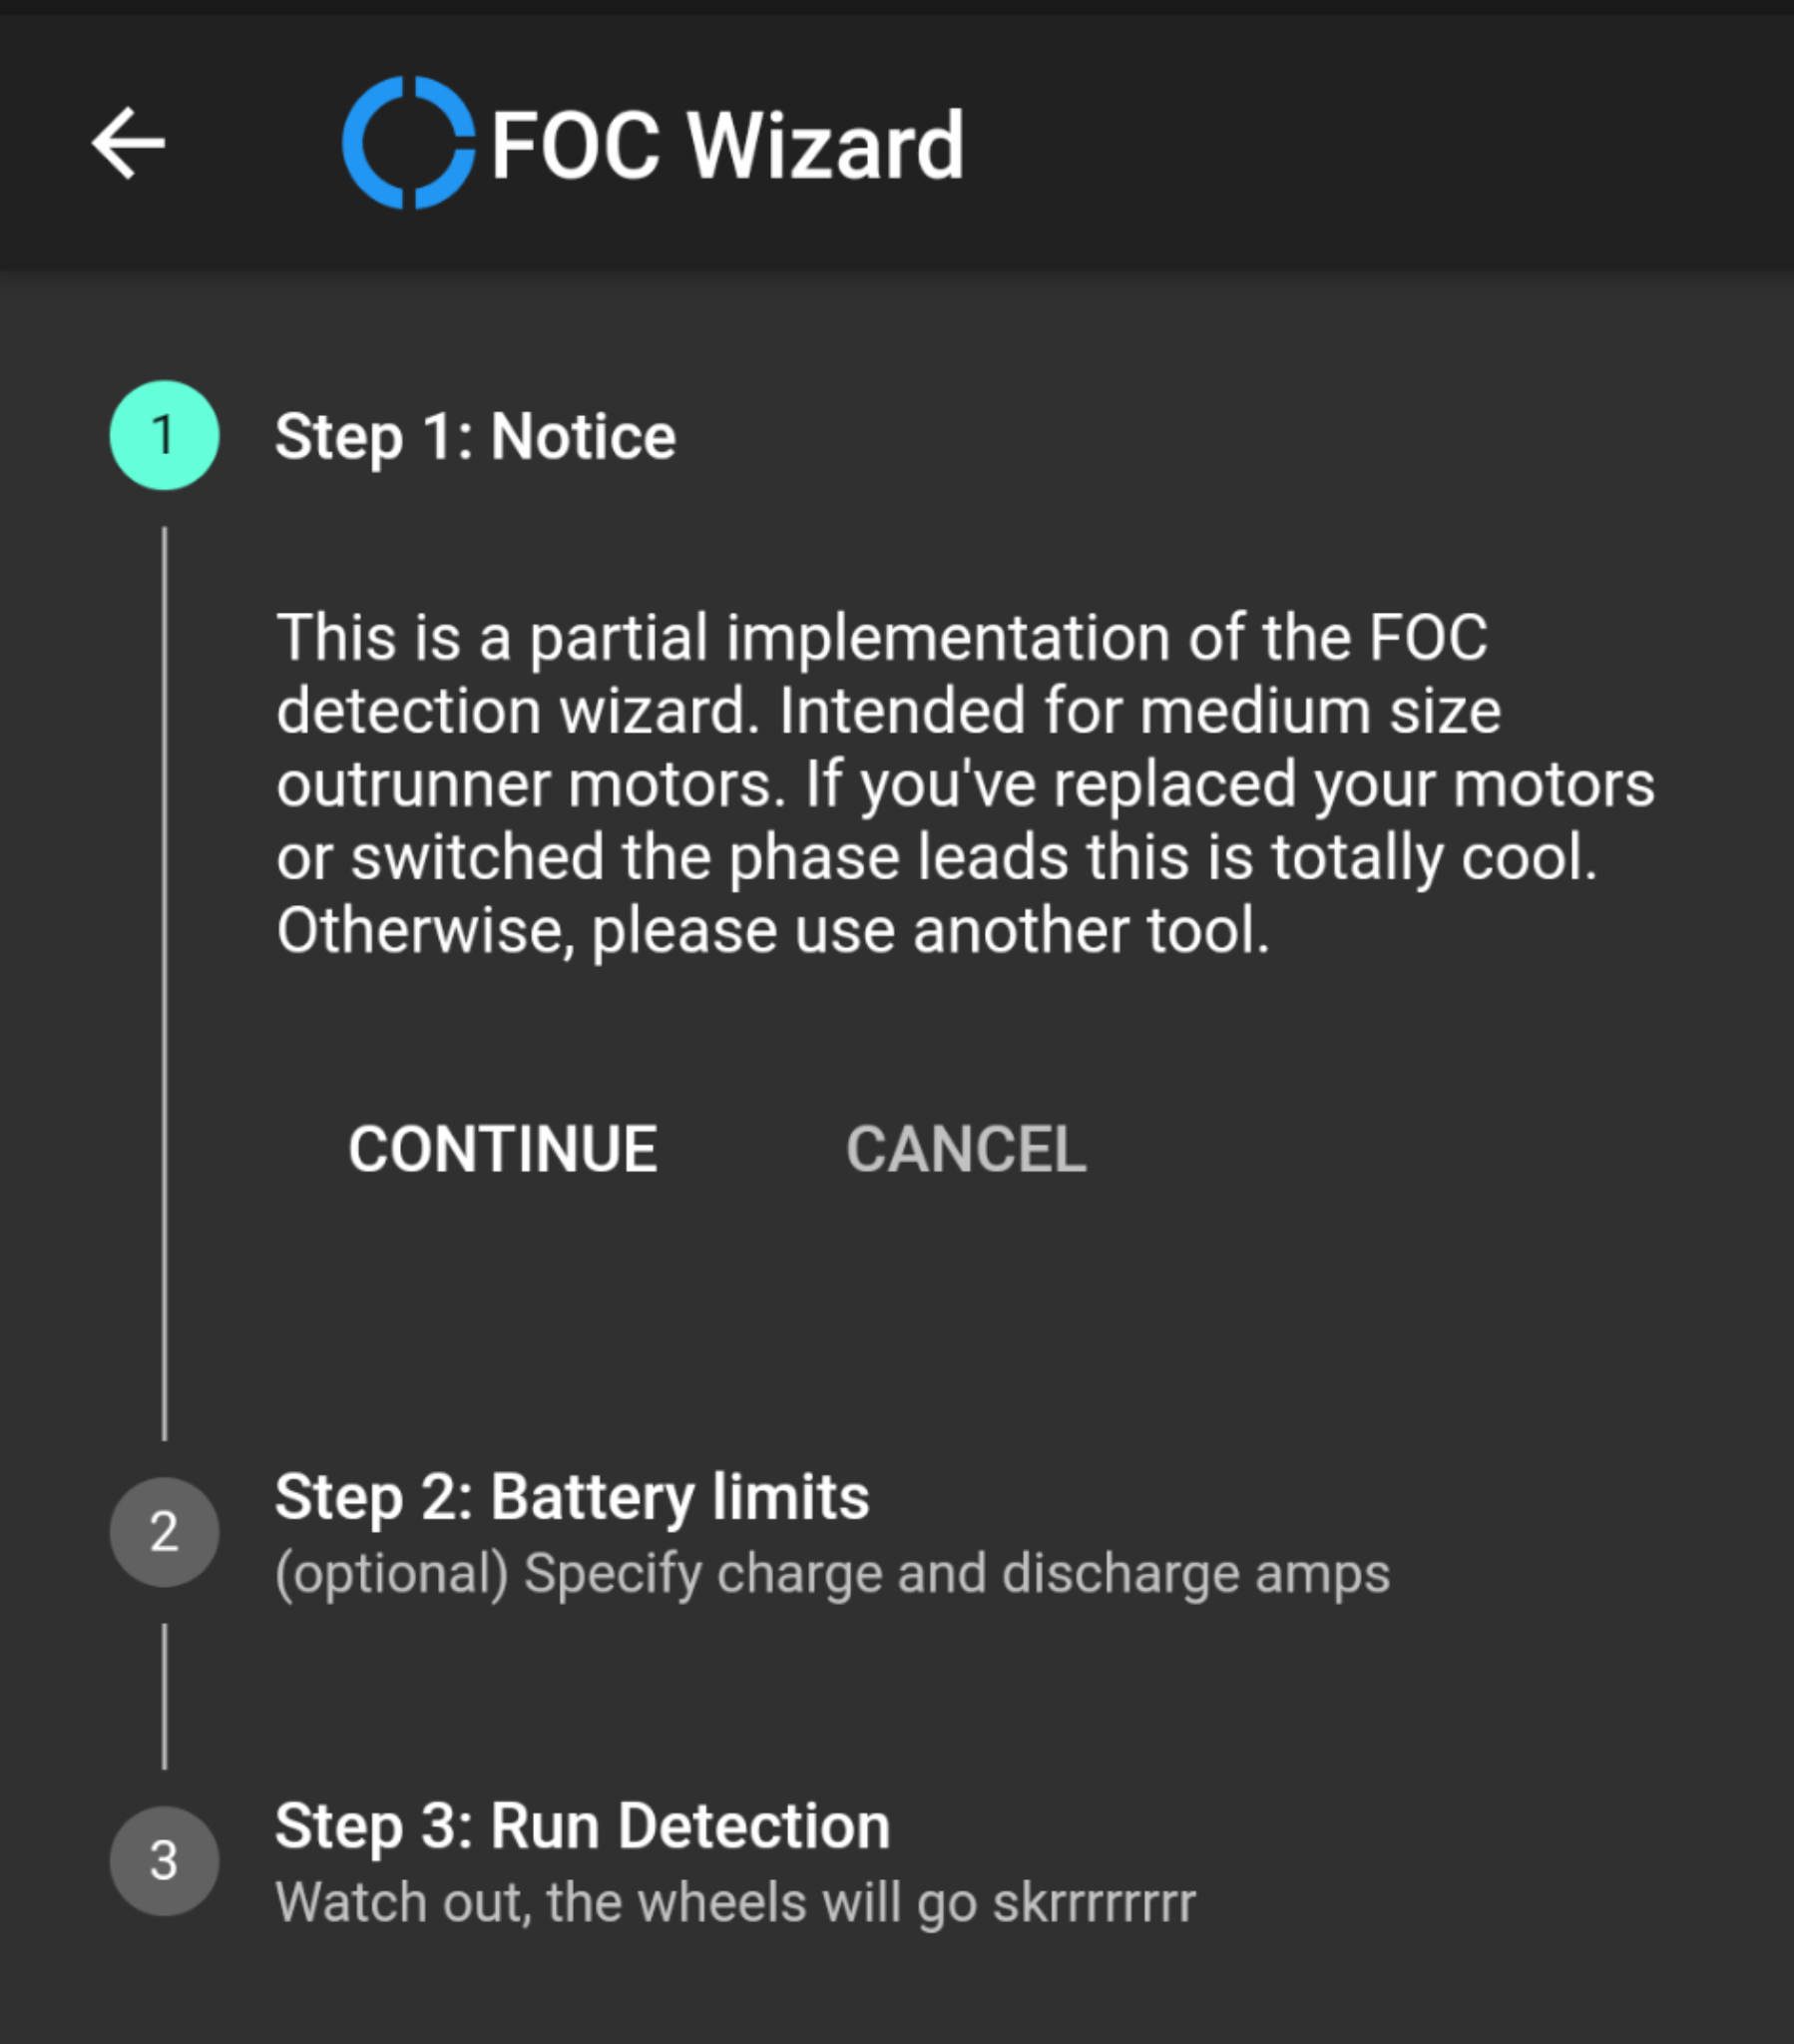 FOC Wizard
1
Step 1: Notice
This is a partial implementation of the FOC
detection wizard. Intended for medium size
outrunner motors. If you've replaced your motors
or switched the phase leads this is totally cool.
Otherwise, please use another tool.
CONTINUE CANCEL
2
Step 2: Battery limits
(optional) Specify charge and discharge amps
3
Step 3: Run Detection
Watch out, the wheels will go skrrrrrrrr